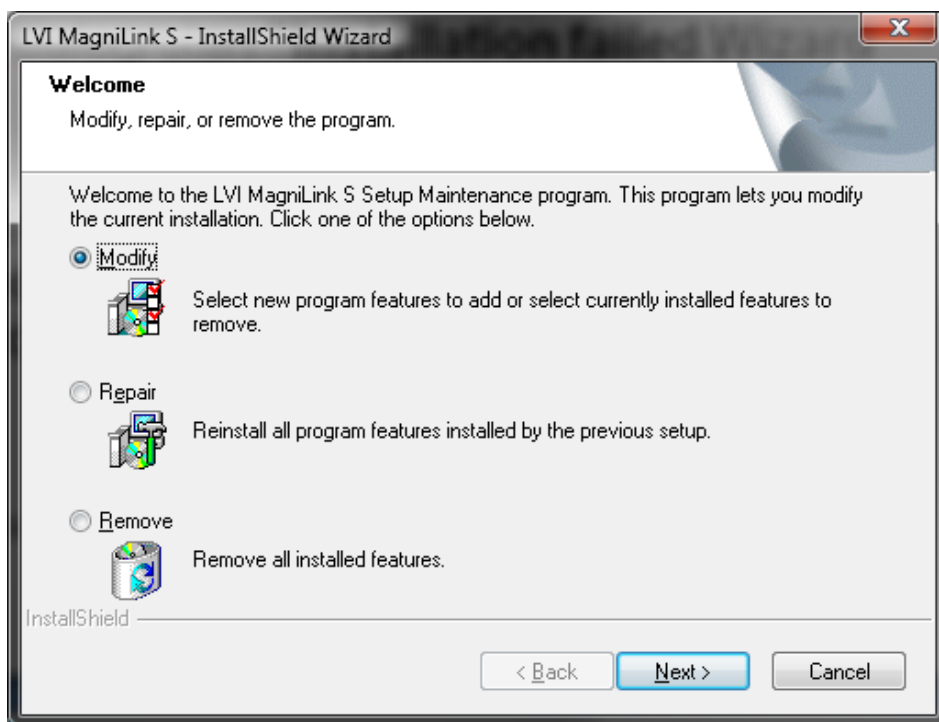 LVI MagniLink S - InstallShield Wizard
Welcome
Modify, repair, or remove the program.
Welcome to the LVI MagniLink S Setup Maintenance program. This program lets you modify
the current installation. Click one of the options below.
Modify
Select new program features to add or select currently installed features to
remove.
Repair
Reinstall all program features installed by the previous setup.
Remove
Remove all installed features.
InstallShield
< Back
Next >
Cancel